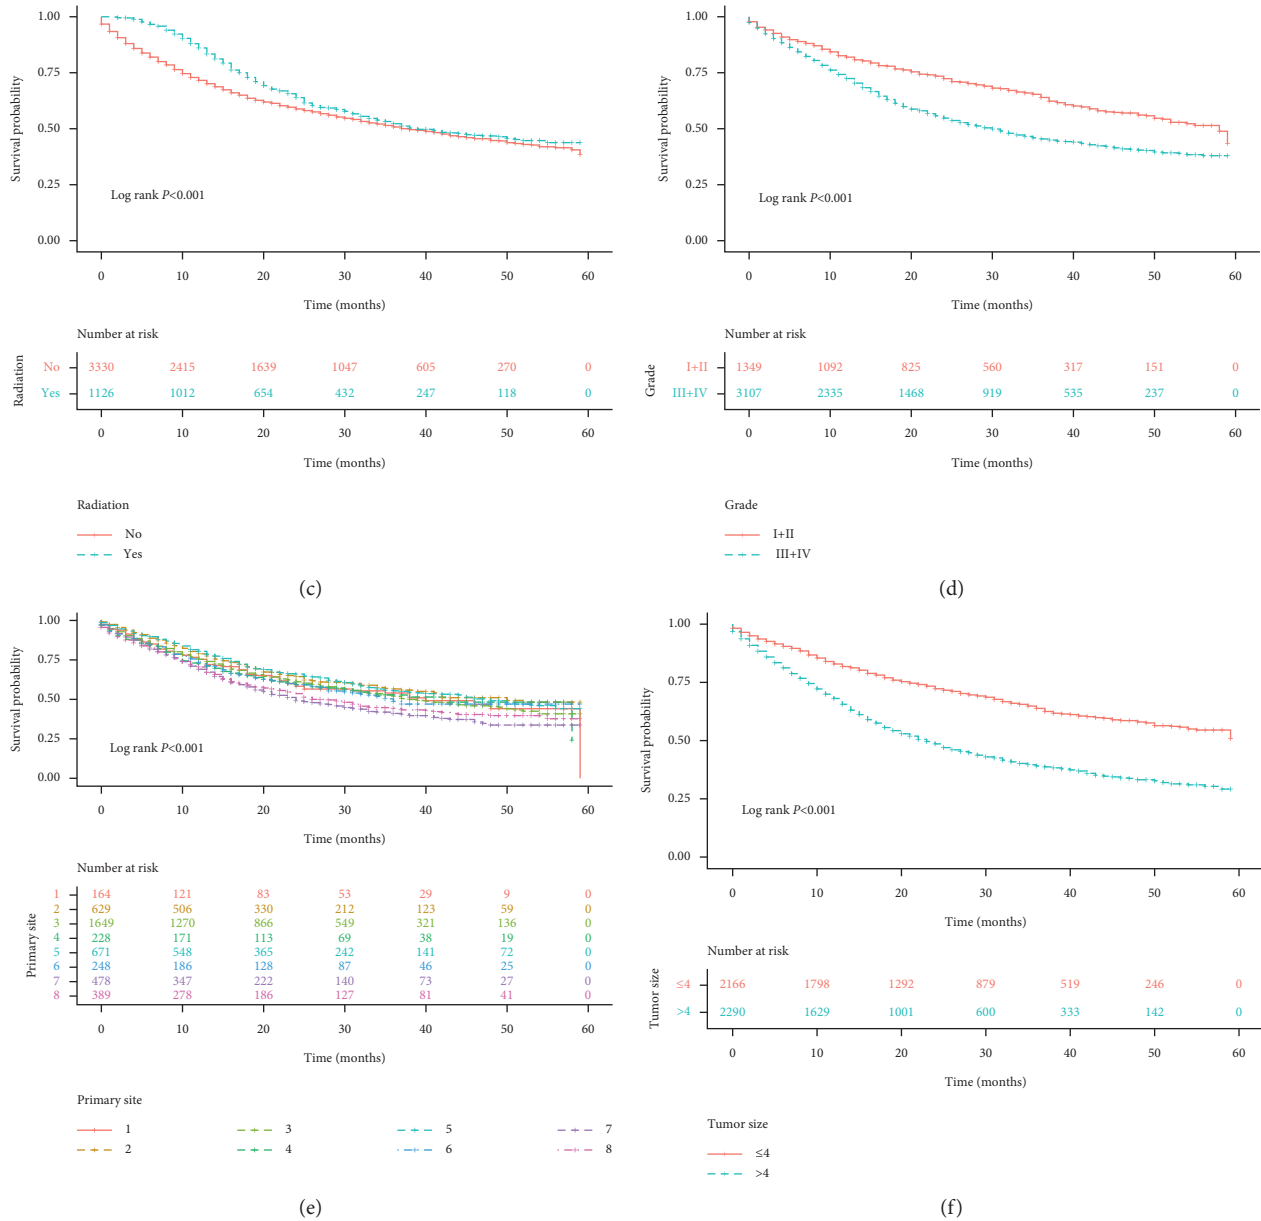 1.00
0.75
0.50
0.25
0.00
Survival probability
Log rank P<0.001
0 10 20 30 40 50 60
Time (months)
Number at risk
Radiation
No 3330 2415 1639 1047 605 270 0
Yes 1126 1012 654 432 247 118 0
0 10 20 30 40 50 60
Time (months)
Radiation
No
Yes
(c)
1.00
0.75
0.50
0.25
0.00
Survival probability
Log rank P<0.001
0 10 20 30 40 50 60
Time (months)
Number at risk
Grade
I+II 1349 1092 825 560 317 151 0
III+IV 3107 2335 1468 919 535 237 0
0 10 20 30 40 50 60
Time (months)
Grade
I+II
III+IV
(d)
1.00
0.75
0.50
0.25
0.00
Survival probability
Log rank P<0.001
0 10 20 30 40 50 60
Time (months)
Number at risk
Primary site
1 164 121 83 53 29 9 0
2 629 506 330 212 123 59 0
3 1649 1270 866 549 321 136 0
4 228 171 113 69 38 19 0
5 671 548 365 242 141 72 0
6 248 186 128 87 46 25 0
7 478 347 222 140 73 27 0
8 389 278 186 127 81 41 0
0 10 20 30 40 50 60
Time (months)
Primary site
1 3 5 7
2 4 6 8
(e)
1.00
0.75
0.50
0.25
0.00
Survival probability
Log rank P<0.001
0 10 20 30 40 50 60
Time (months)
Number at risk
Tumor size
≤4 2166 1798 1292 879 519 246 0
>4 2290 1629 1001 600 333 142 0
0 10 20 30 40 50 60
Time (months)
Tumor size
≤4
>4
(f)